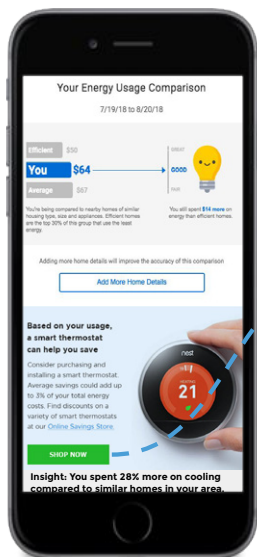 Your Energy Usage Comparison
7/19/18 to 8/20/18
Efficient $50
GREAT
You $64
GOOD
Average $67
FAIR
You're being compared to nearby homes of similar
housing type, size and appliances. Efficient homes
are the top 30% of this group that use the least
energy.
You still spent $14 more on
energy than efficient homes.
Adding more home details will improve the accuracy of this comparison
Add More Home Details
Based on your usage,
a smart thermostat
can help you save
Consider purchasing and
installing a smart thermostat.
Average savings could add up
to 3% of your total energy
costs. Find discounts on a
variety of smart thermostats
at our Online Savings Store.
nest
21
SHOP NOW
Insight: You spent 28% more on cooling
compared to similar homes in your area.